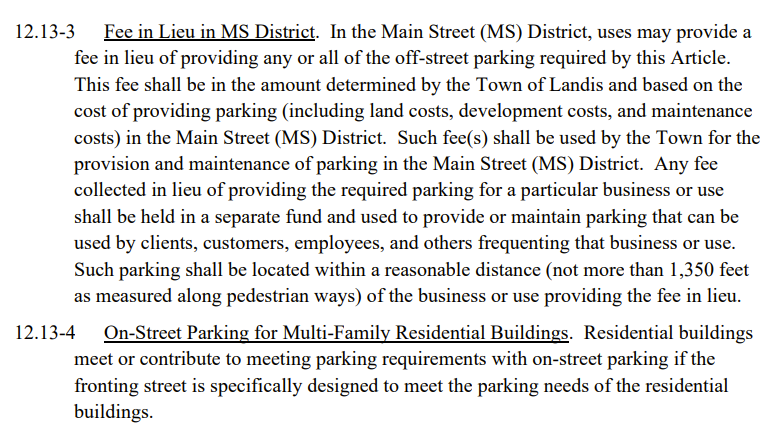 12.13-3 Fee in Lieu in MS District. In the Main Street (MS) District, uses may provide a
fee in lieu of providing any or all of the off-street parking required by this Article.
This fee shall be in the amount determined by the Town of Landis and based on the
cost of providing parking (including land costs, development costs, and maintenance
costs) in the Main Street (MS) District. Such fee(s) shall be used by the Town for the
provision and maintenance of parking in the Main Street (MS) District. Any fee
collected in lieu of providing the required parking for a particular business or use
shall be held in a separate fund and used to provide or maintain parking that can be
used by clients, customers, employees, and others frequenting that business or use.
Such parking shall be located within a reasonable distance (not more than 1,350 feet
as measured along pedestrian ways) of the business or use providing the fee in lieu.
12.13-4 On-Street Parking for Multi-Family Residential Buildings. Residential buildings
meet or contribute to meeting parking requirements with on-street parking if the
fronting street is specifically designed to meet the parking needs of the residential
buildings.